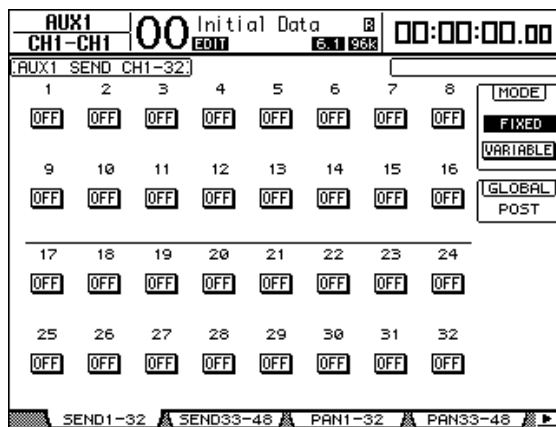 AUX1
CH1-CH1
00 Initial Data R
EDIT 6.1 96k
00:00:00.00
AUX1 SEND CH1-32
1 2 3 4 5 6 7 8
OFF OFF OFF OFF OFF OFF OFF OFF
MODE
FIXED
VARIABLE
9 10 11 12 13 14 15 16
OFF OFF OFF OFF OFF OFF OFF OFF
GLOBAL
POST
17 18 19 20 21 22 23 24
OFF OFF OFF OFF OFF OFF OFF OFF
25 26 27 28 29 30 31 32
OFF OFF OFF OFF OFF OFF OFF OFF
SEND1-32 SEND33-48 PAN1-32 PAN33-48